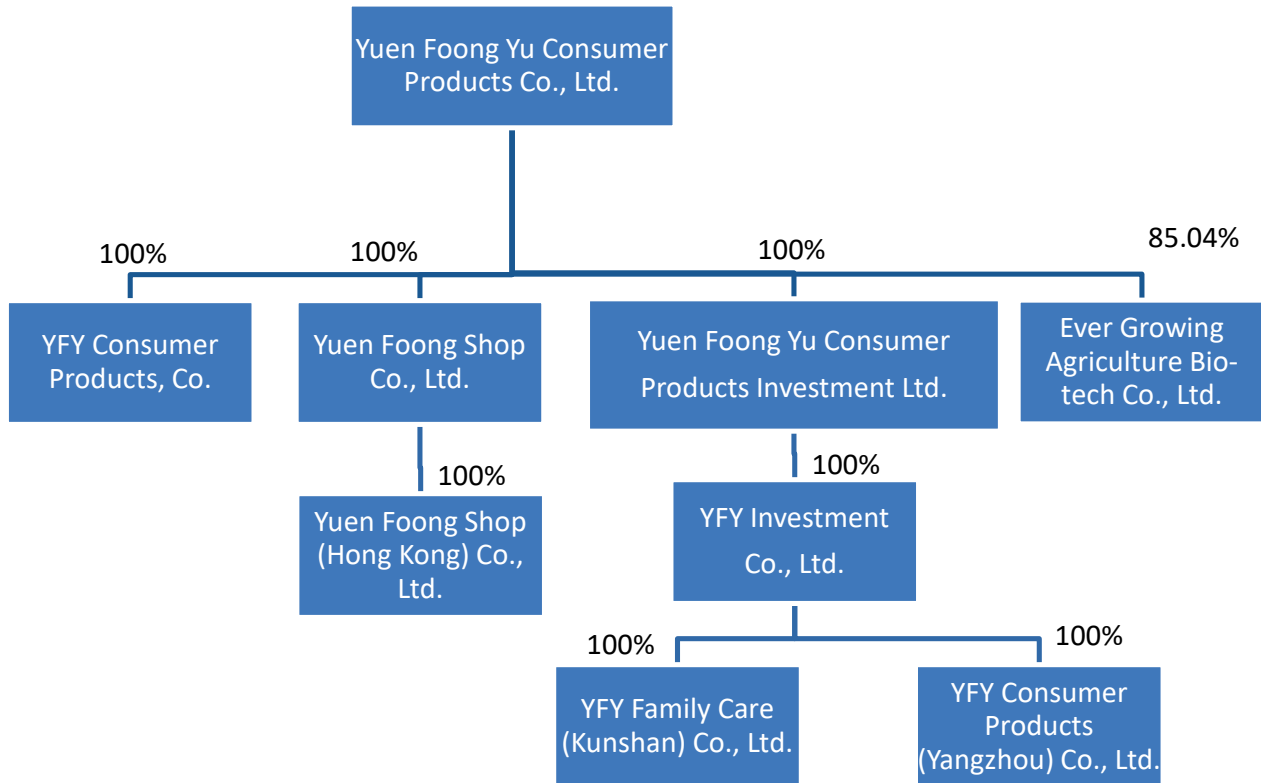 Yuen Foong Yu Consumer
Products Co., Ltd.
100%
100%
100%
85.04%
YFY Consumer
Products, Co.
Yuen Foong Shop
Co., Ltd.
Yuen Foong Yu Consumer
Products Investment Ltd.
Ever Growing
Agriculture Bio-
tech Co., Ltd.
100%
100%
Yuen Foong Shop
(Hong Kong) Co.,
Ltd.
YFY Investment
Co., Ltd.
100%
100%
YFY Family Care
(Kunshan) Co., Ltd.
YFY Consumer
Products
(Yangzhou) Co., Ltd.